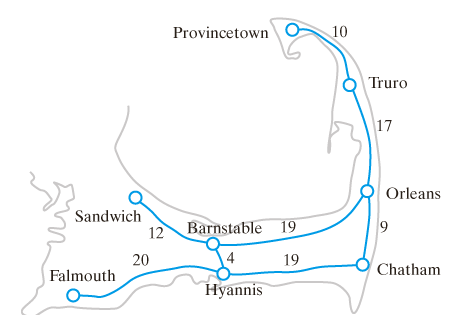 Provincetown
10
Truro
17
Orleans
Sandwich
Barnstable
19
9
12
20
4
19
Chatham
Falmouth
Hyannis